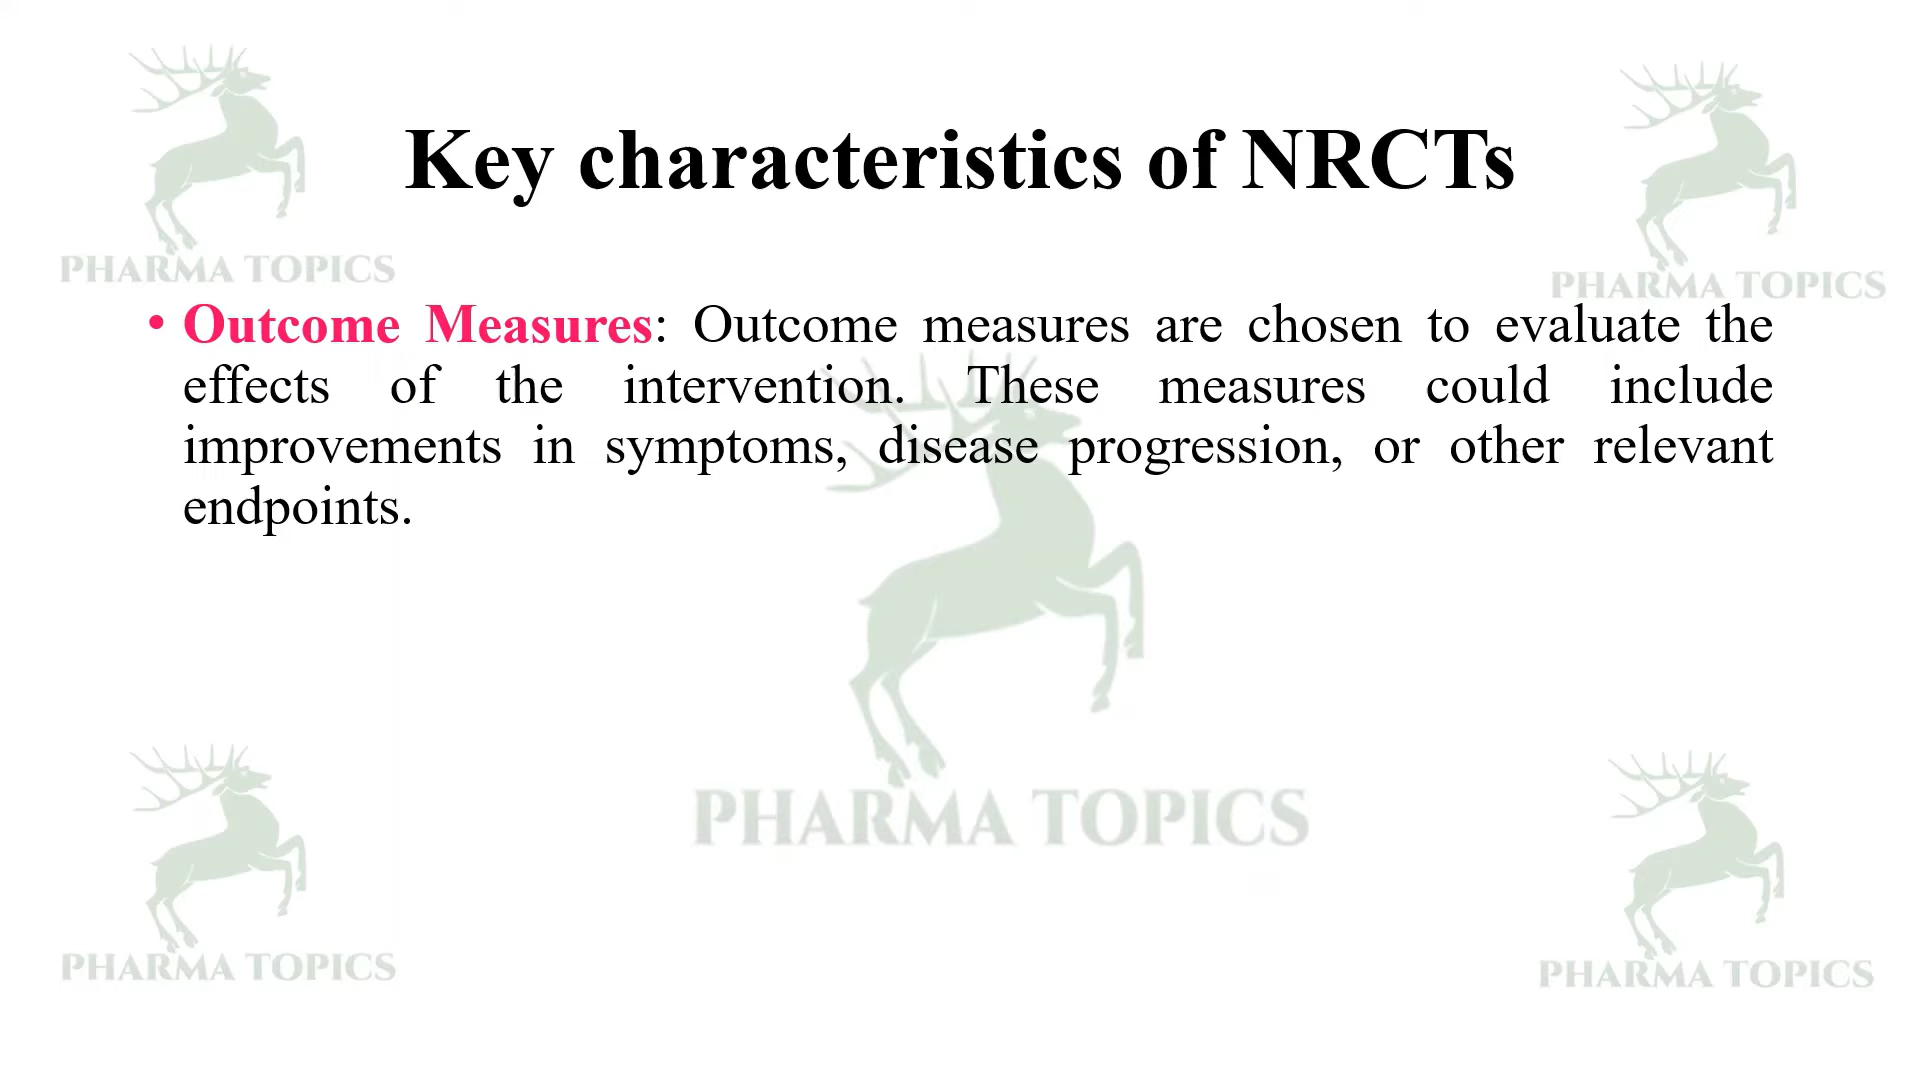 Key characteristics of NRCTs
PHARMA TOPICS
PHARMA TOPICS
• Outcome Measures: Outcome measures are chosen to evaluate the
effects of the intervention. These measures could include
improvements in symptoms, disease progression, or other relevant
endpoints.
PHARMA TOPICS
PHARMA TOPICS
PHARMA TOPICS